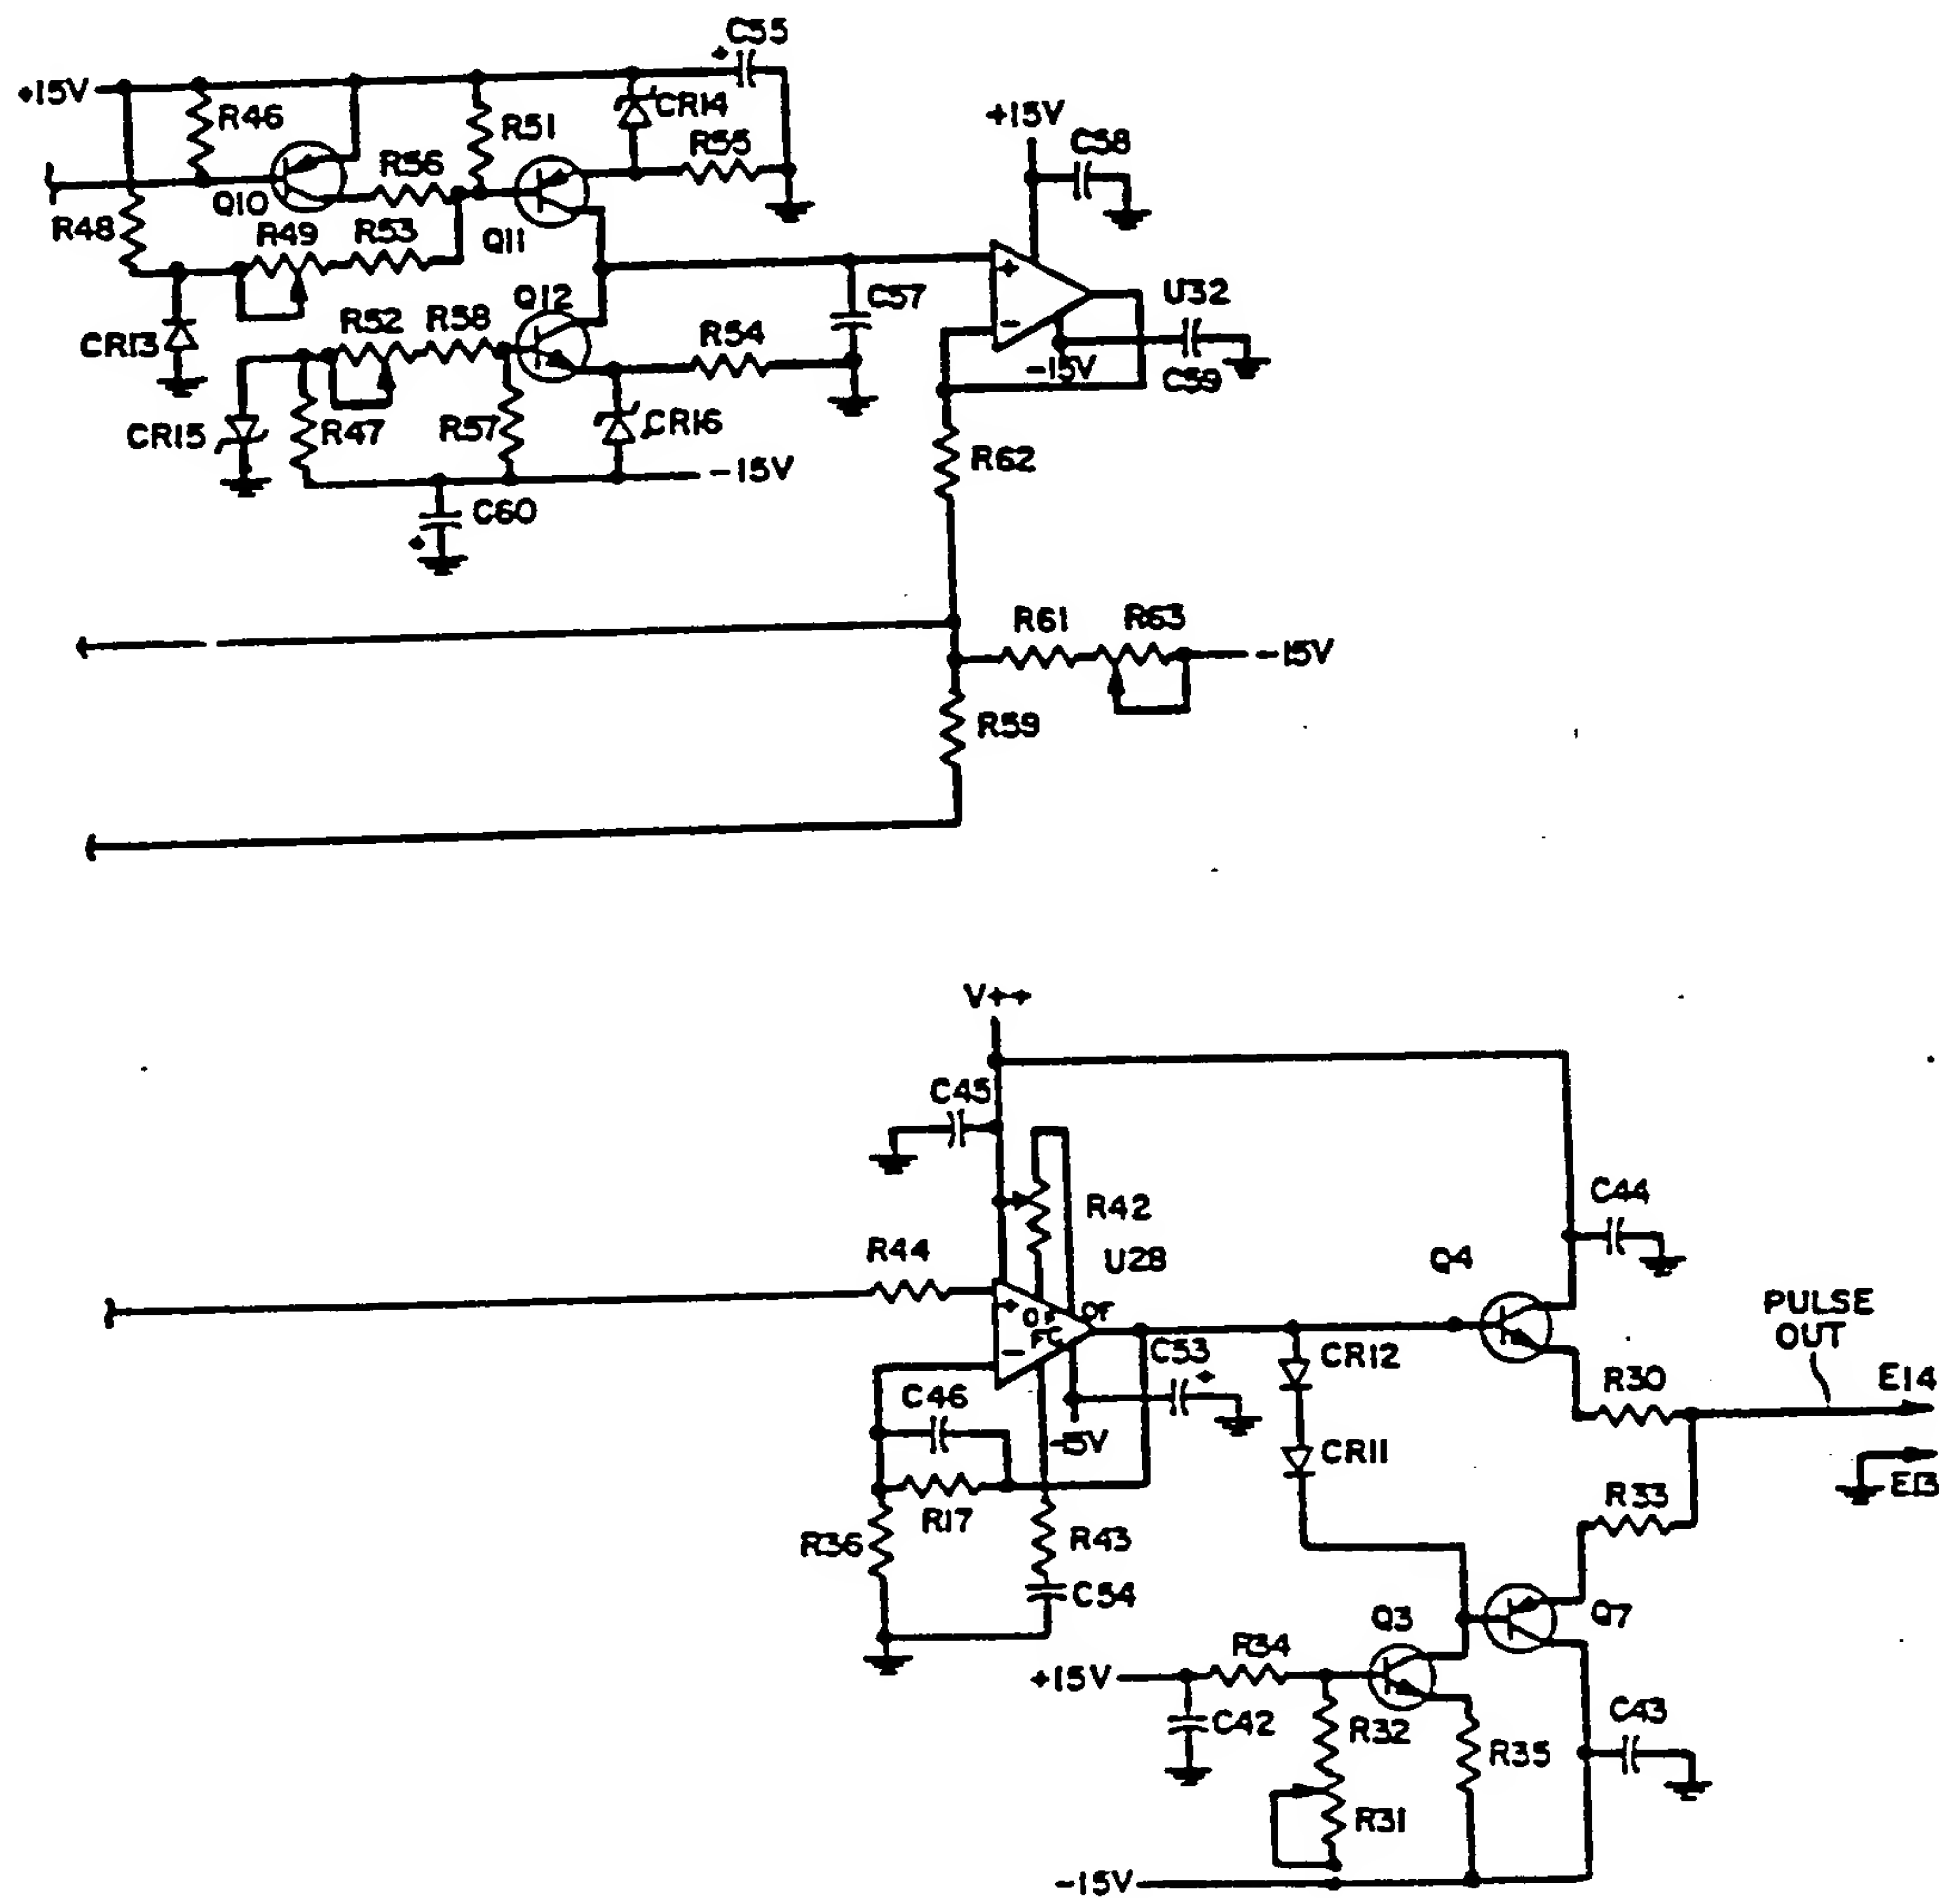 C55
+15V
R46
CR14
R51
R55
+15V
C58
R56
Q10
R48
R49
R53
Q11
Q12
C57
U32
CR13
R52
R58
R54
-15V
C59
CR15
R47
R57
CR16
R62
-15V
C60
R61
R63
-15V
R59
V++
C45
R42
C44
R44
U28
Q4
PULSE
OUT
+
OF
OF
FC
-
C53
CR12
R30
E14
C46
-15V
CR11
E13
R17
R33
R36
R43
C54
Q3
Q7
R34
+15V
C42
R32
C43
R35
R31
-15V